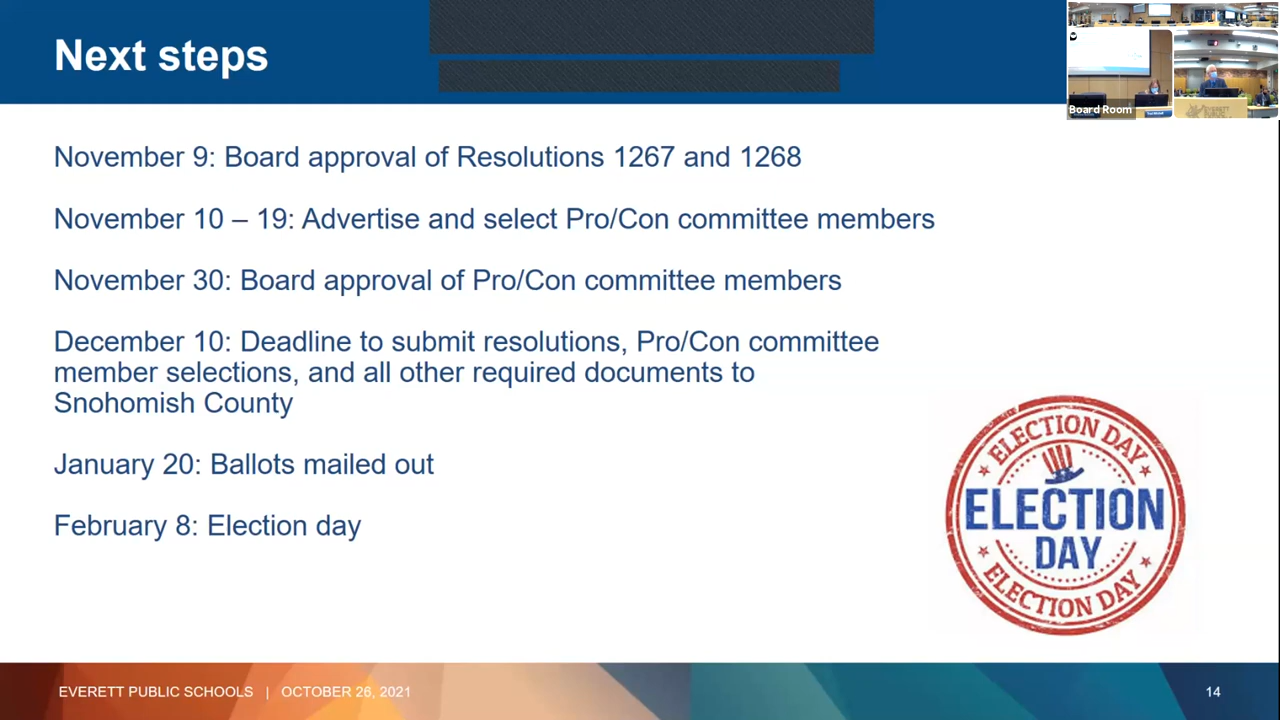 Next steps
Board Room
EVERETT
November 9: Board approval of Resolutions 1267 and 1268
November 10 – 19: Advertise and select Pro/Con committee members
November 30: Board approval of Pro/Con committee members
December 10: Deadline to submit resolutions, Pro/Con committee
member selections, and all other required documents to
Snohomish County
January 20: Ballots mailed out
February 8: Election day
ELECTION DAY
ELECTION
DAY
ELECTION DAY
EVERETT PUBLIC SCHOOLS | OCTOBER 26, 2021
14